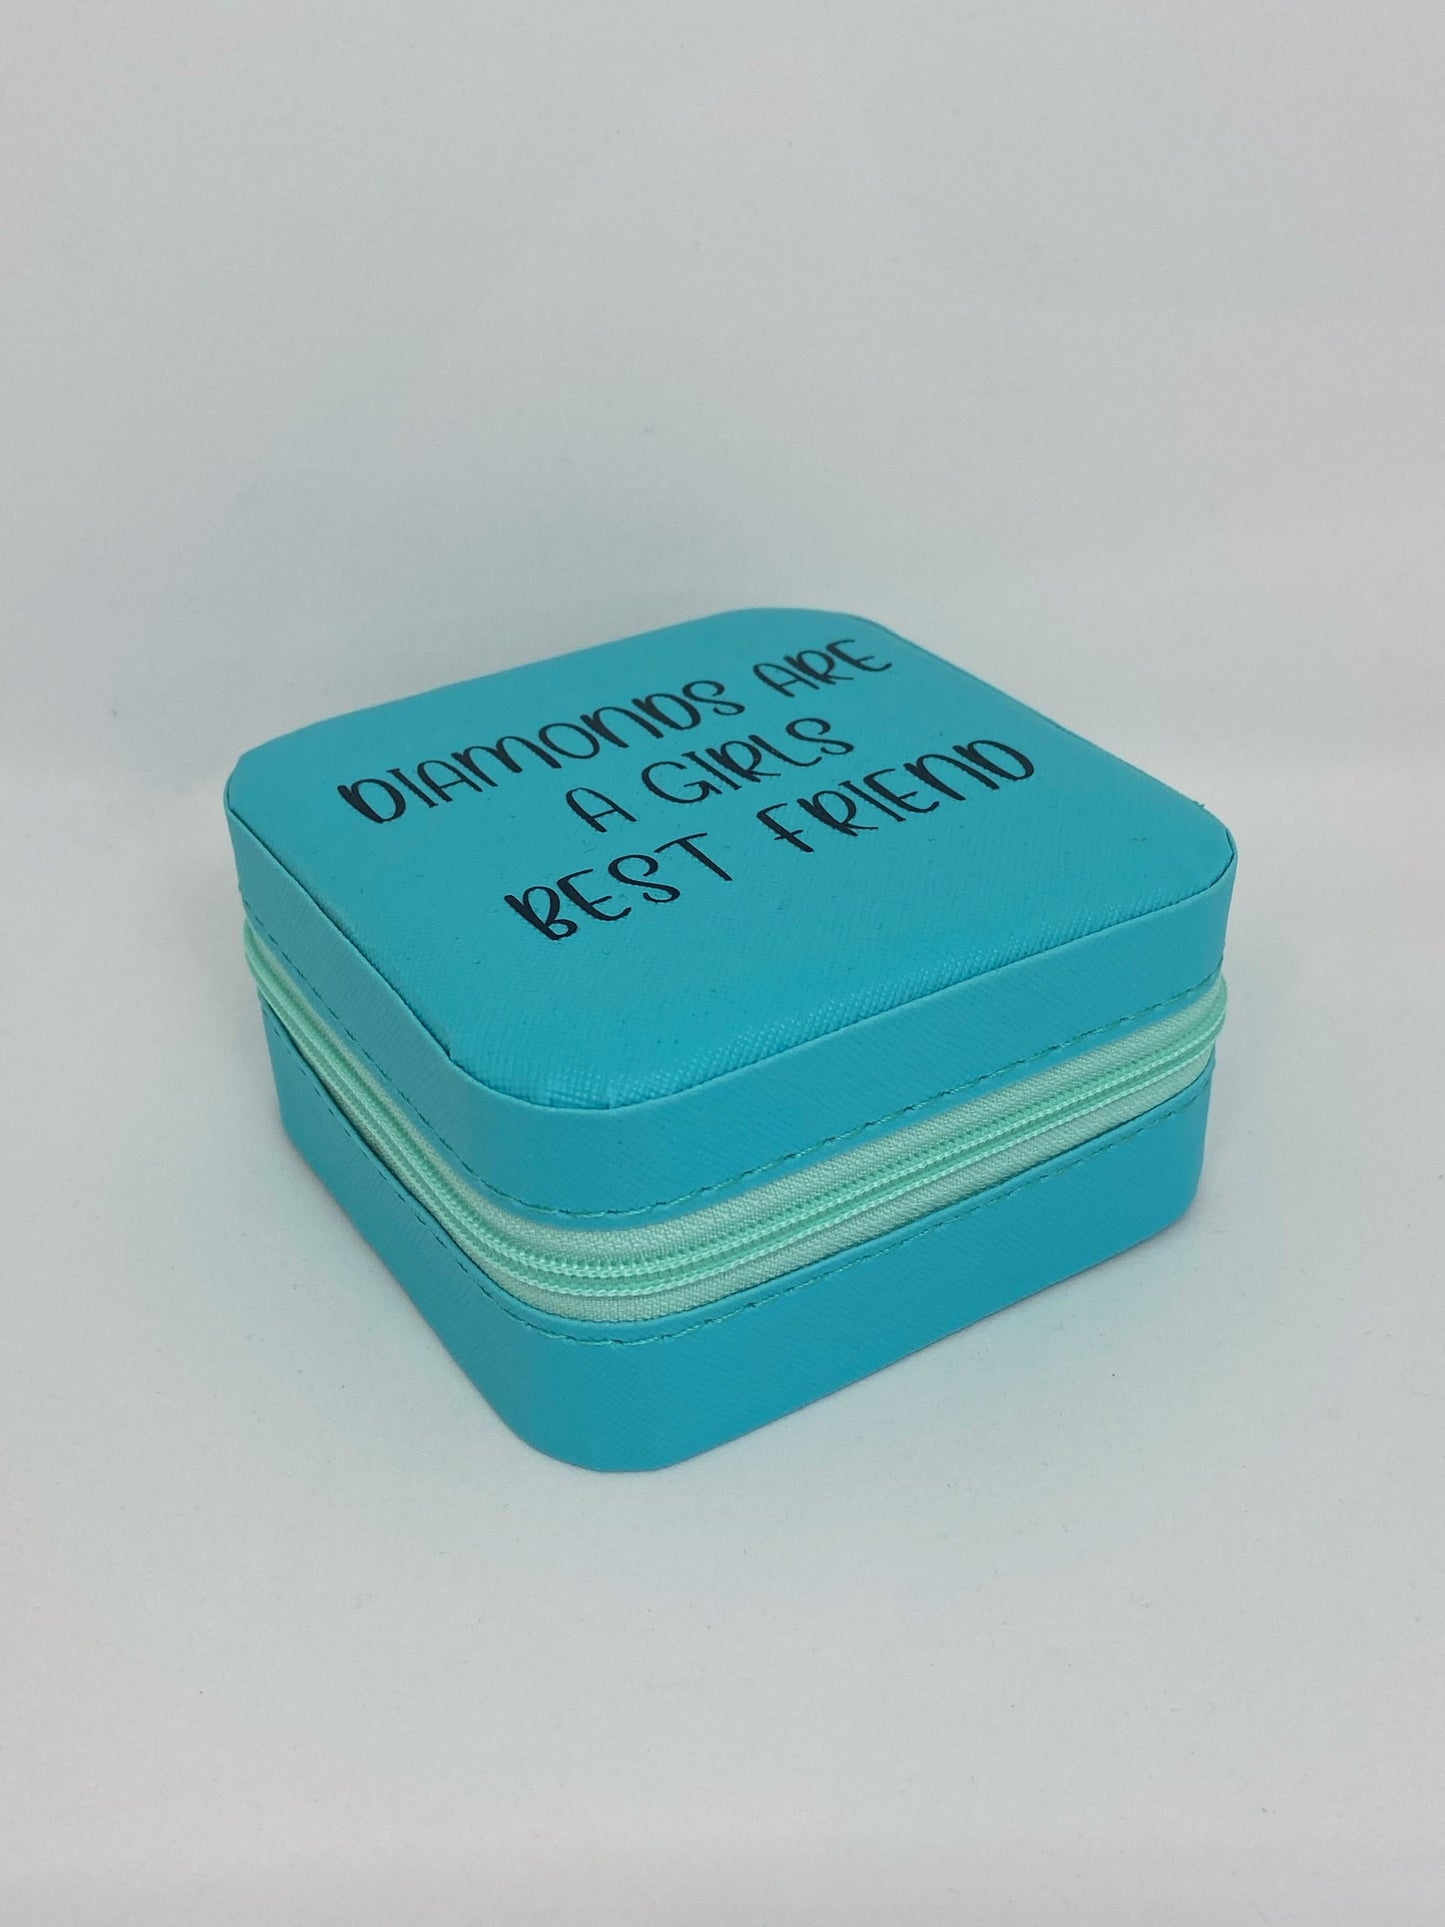 DIAMONDS ARE
A GIRLS
BEST FRIEND